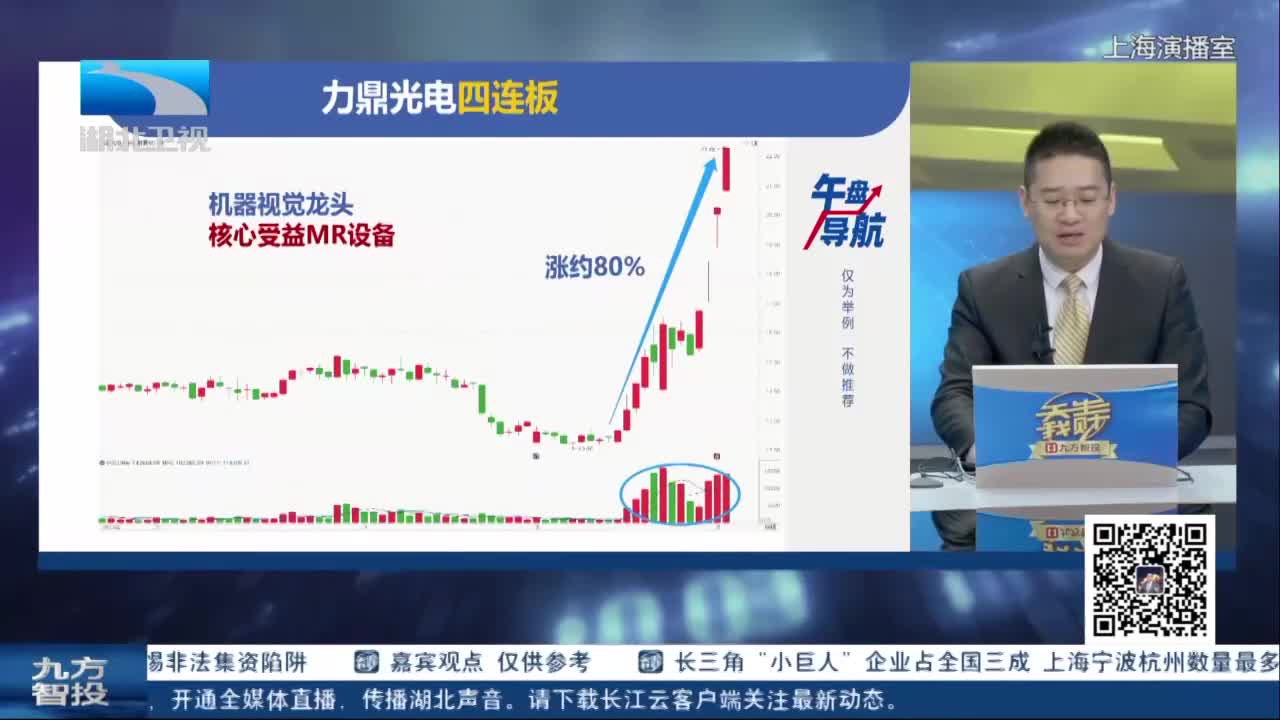 上海演播室
力鼎光电四连板
湖北卫视
机器视觉龙头
核心受益MR设备
涨约80%
午盘
导航
仅为举例 不做推荐
天生我财
九方智投
九方
智投
惕非法集资陷阱 嘉宾观点 仅供参考 长三角“小巨人”企业占全国三成 上海宁波杭州数量最多
，开通全媒体直播，传播湖北声音。请下载长江云客户端关注最新动态。